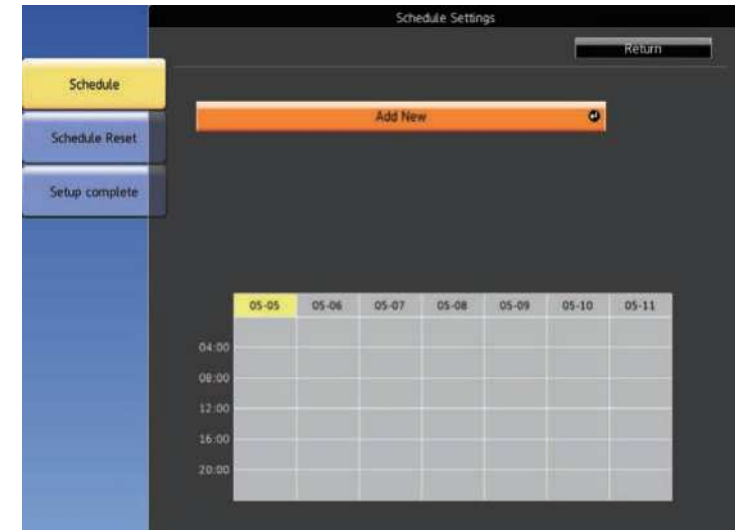 Schedule Settings
Return
Schedule
Add New
Schedule Reset
Setup complete
05-05 05-06 05-07 05-08 05-09 05-10 05-11
04:00
08:00
12:00
16:00
20:00